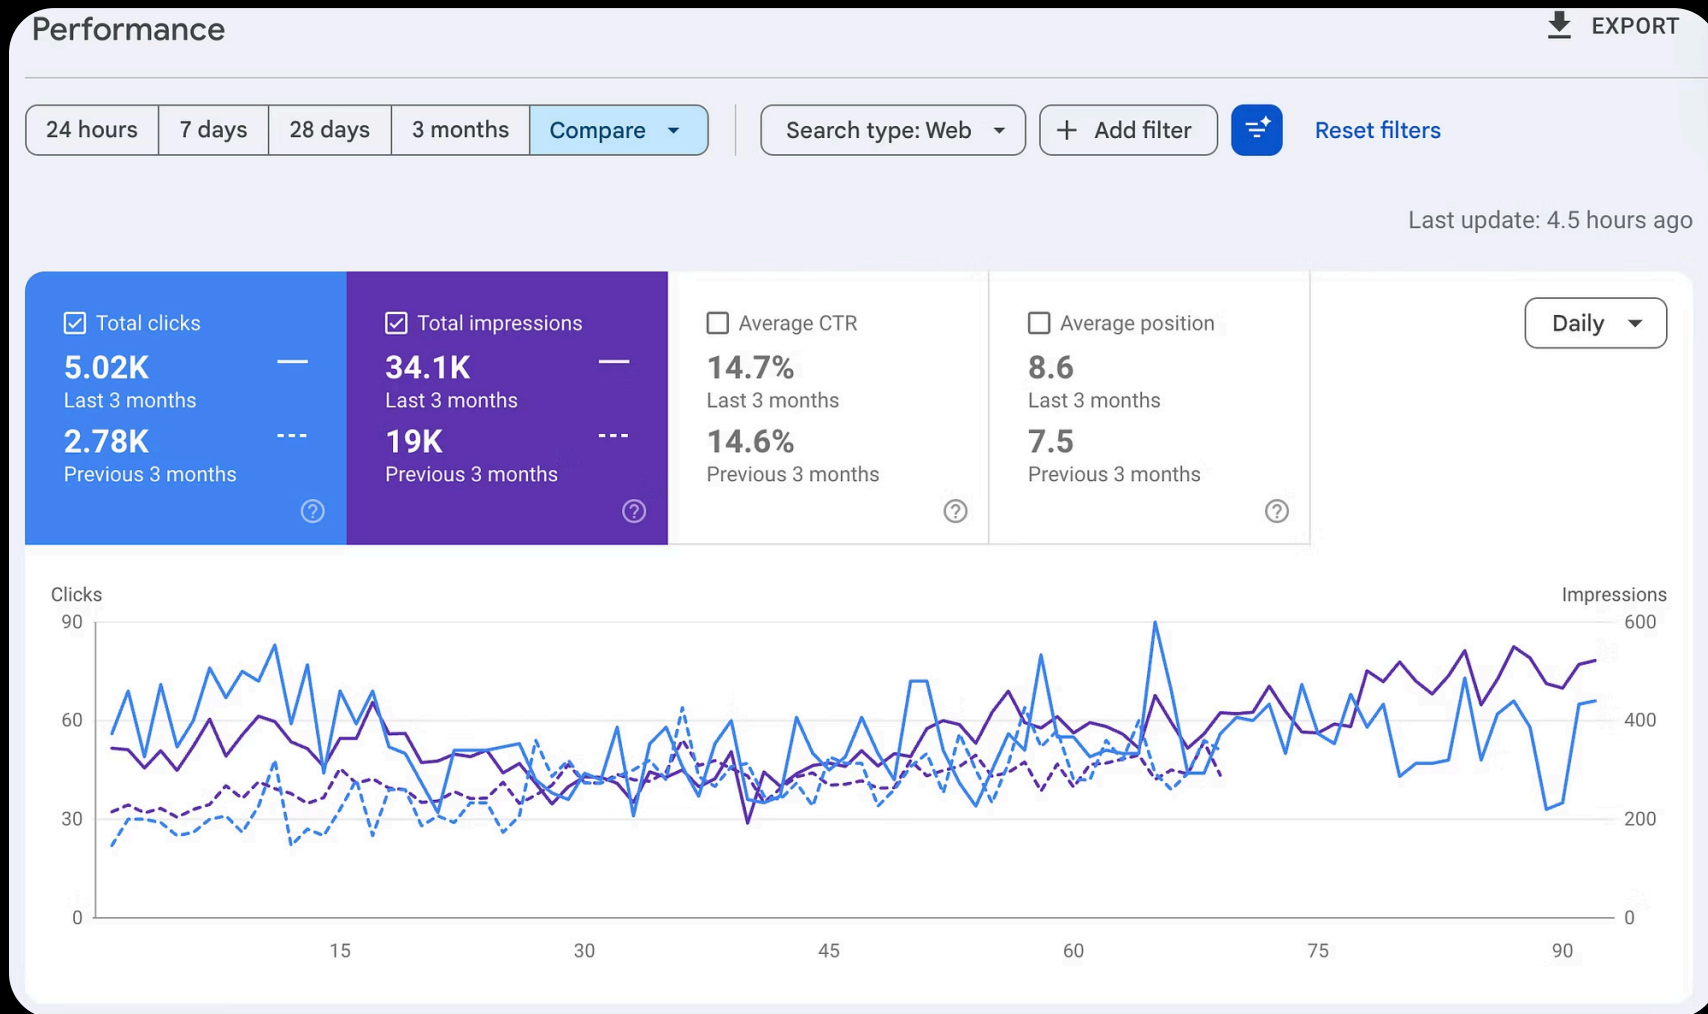 Performance
EXPORT
24 hours
7 days
28 days
3 months
Compare
Search type: Web
+ Add filter
Reset filters
Last update: 4.5 hours ago
Total clicks
5.02K
Last 3 months
2.78K
Previous 3 months
Total impressions
34.1K
Last 3 months
19K
Previous 3 months
Average CTR
14.7%
Last 3 months
14.6%
Previous 3 months
Average position
8.6
Last 3 months
7.5
Previous 3 months
Daily
Clicks
Impressions
90
60
30
0
600
400
200
0
15
30
45
60
75
90